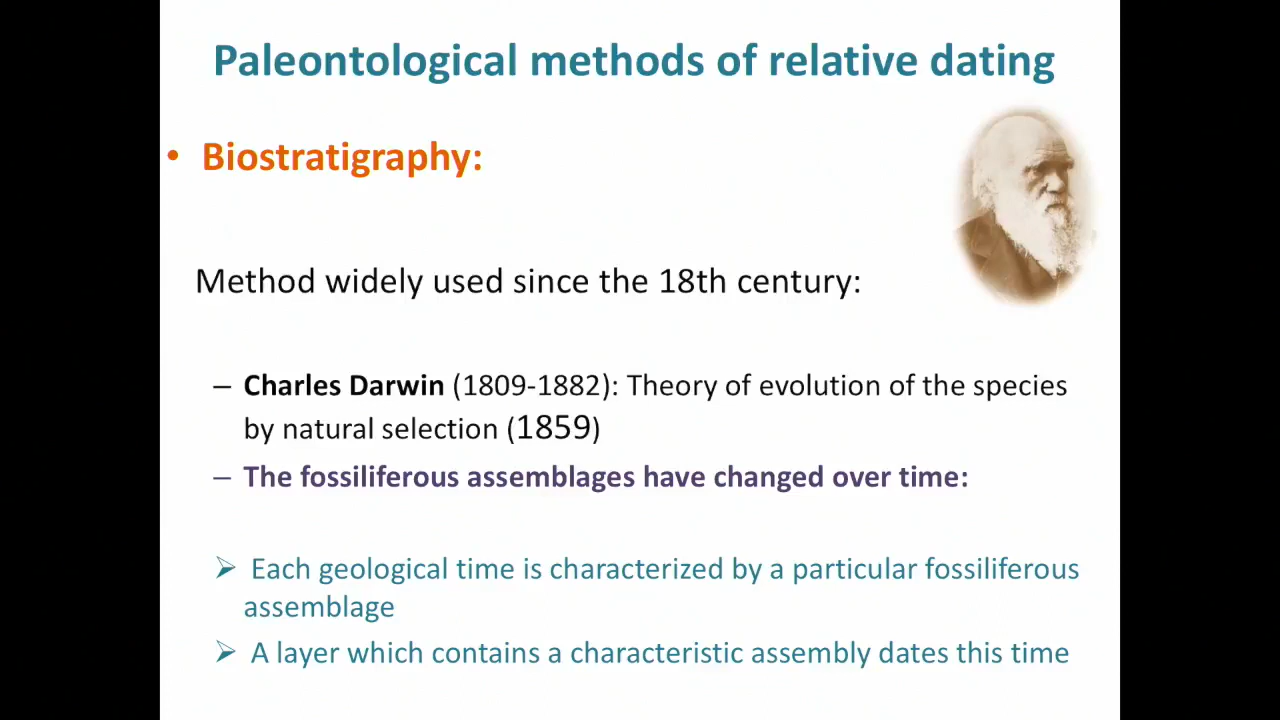 Paleontological methods of relative dating
• Biostratigraphy:
Method widely used since the 18th century:
– Charles Darwin (1809-1882): Theory of evolution of the species
by natural selection (1859)
– The fossiliferous assemblages have changed over time:
➢ Each geological time is characterized by a particular fossiliferous
assemblage
➢ A layer which contains a characteristic assembly dates this time